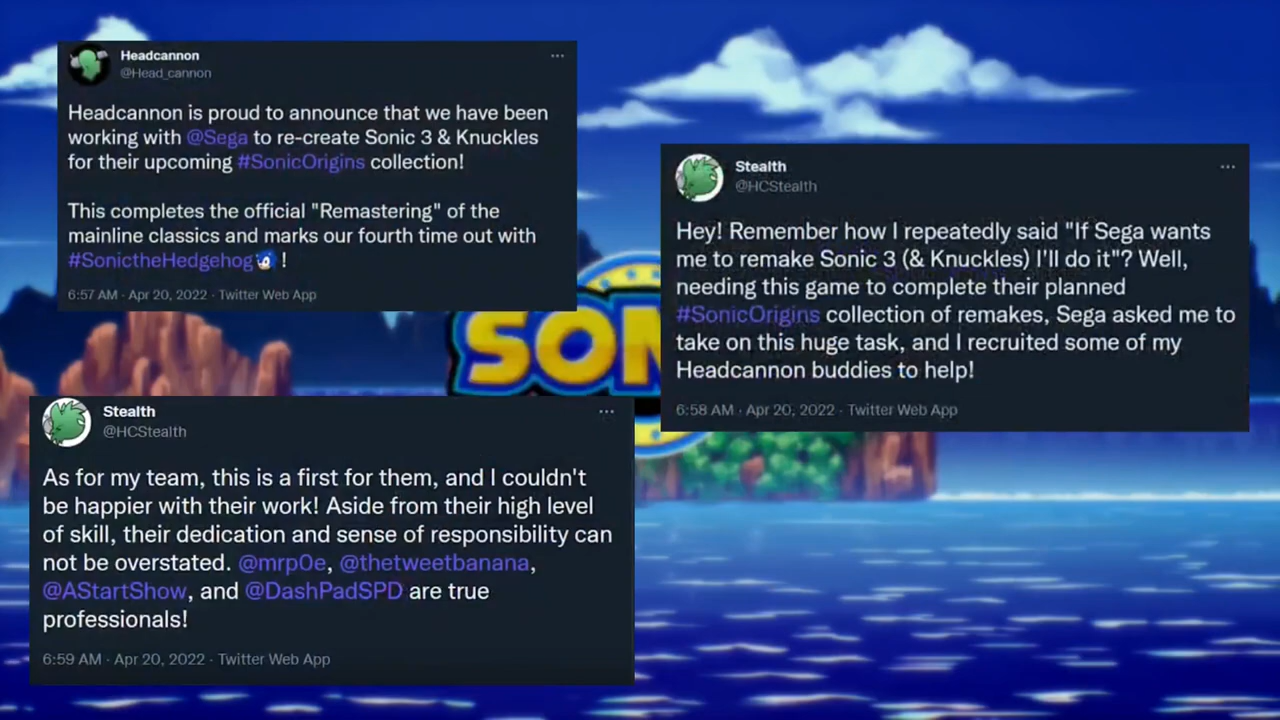 Headcannon
@Head_cannon
Headcannon is proud to announce that we have been
working with @Sega to re-create Sonic 3 & Knuckles
for their upcoming #SonicOrigins collection!
This completes the official "Remastering" of the
mainline classics and marks our fourth time out with
#SonictheHedgehog !
6:57 AM · Apr 20, 2022 · Twitter Web App
Stealth
@HCStealth
Hey! Remember how I repeatedly said "If Sega wants
me to remake Sonic 3 (& Knuckles) I'll do it"? Well,
needing this game to complete their planned
#SonicOrigins collection of remakes, Sega asked me to
take on this huge task, and I recruited some of my
Headcannon buddies to help!
6:58 AM · Apr 20, 2022 · Twitter Web App
SON
Stealth
@HCStealth
As for my team, this is a first for them, and I couldn't
be happier with their work! Aside from their high level
of skill, their dedication and sense of responsibility can
not be overstated. @mrp0e, @thetweetbanana,
@AStartShow, and @DashPadSPD are true
professionals!
6:59 AM · Apr 20, 2022 · Twitter Web App